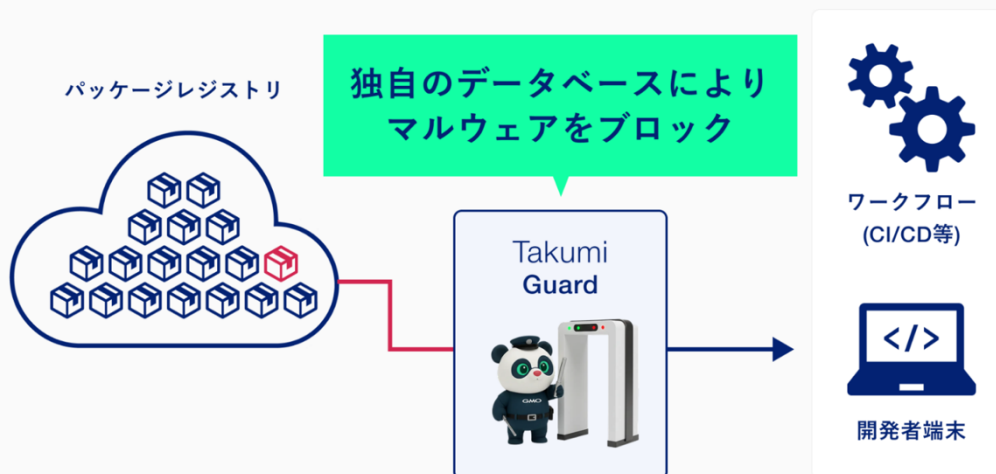 パッケージレジストリ
独自のデータベースにより
マルウェアをブロック
Takumi
Guard
GMO
ワークフロー
(CI/CD等)
</>
開発者端末